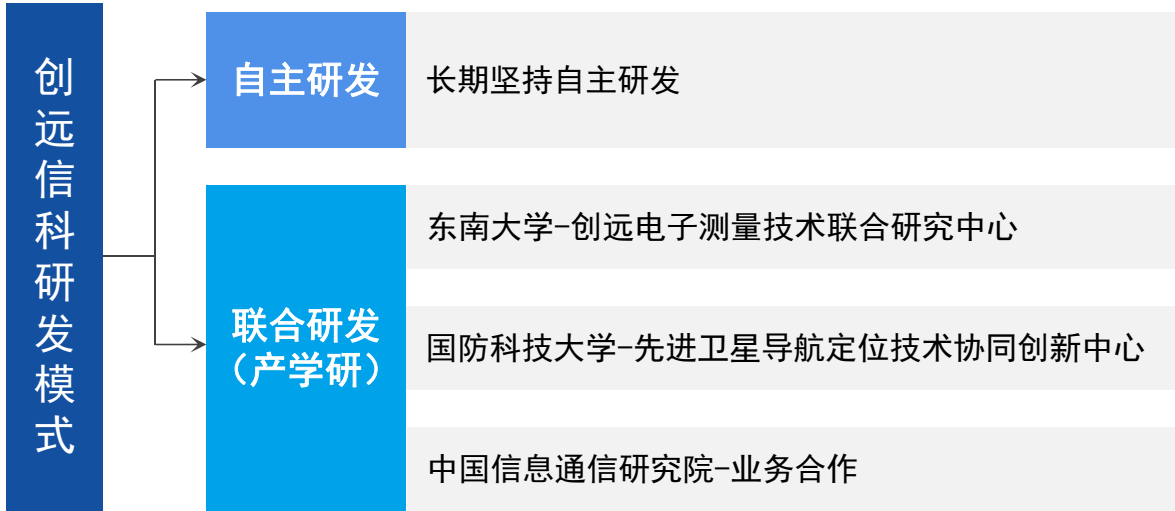 创远信科研发模式
自主研发
长期坚持自主研发
联合研发
（产学研）
东南大学-创远电子测量技术联合研究中心
国防科技大学-先进卫星导航定位技术协同创新中心
中国信息通信研究院-业务合作